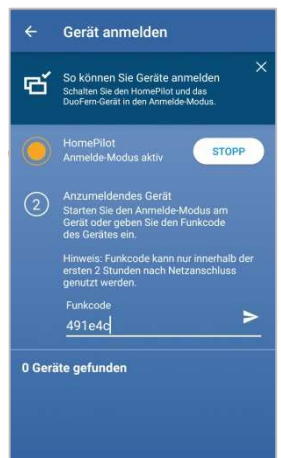 Gerät anmelden
So können Sie Geräte anmelden
Schalten Sie den HomePilot und das
DuoFern-Gerät in den Anmelde-Modus.
HomePilot
Anmelde-Modus aktiv
STOPP
2
Anzumeldendes Gerät
Starten Sie den Anmelde-Modus am
Gerät oder geben Sie den Funkcode
des Gerätes ein.
Hinweis: Funkcode kann nur innerhalb der
ersten 2 Stunden nach Netzanschluss
genutzt werden.
Funkcode
491e4c
0 Geräte gefunden